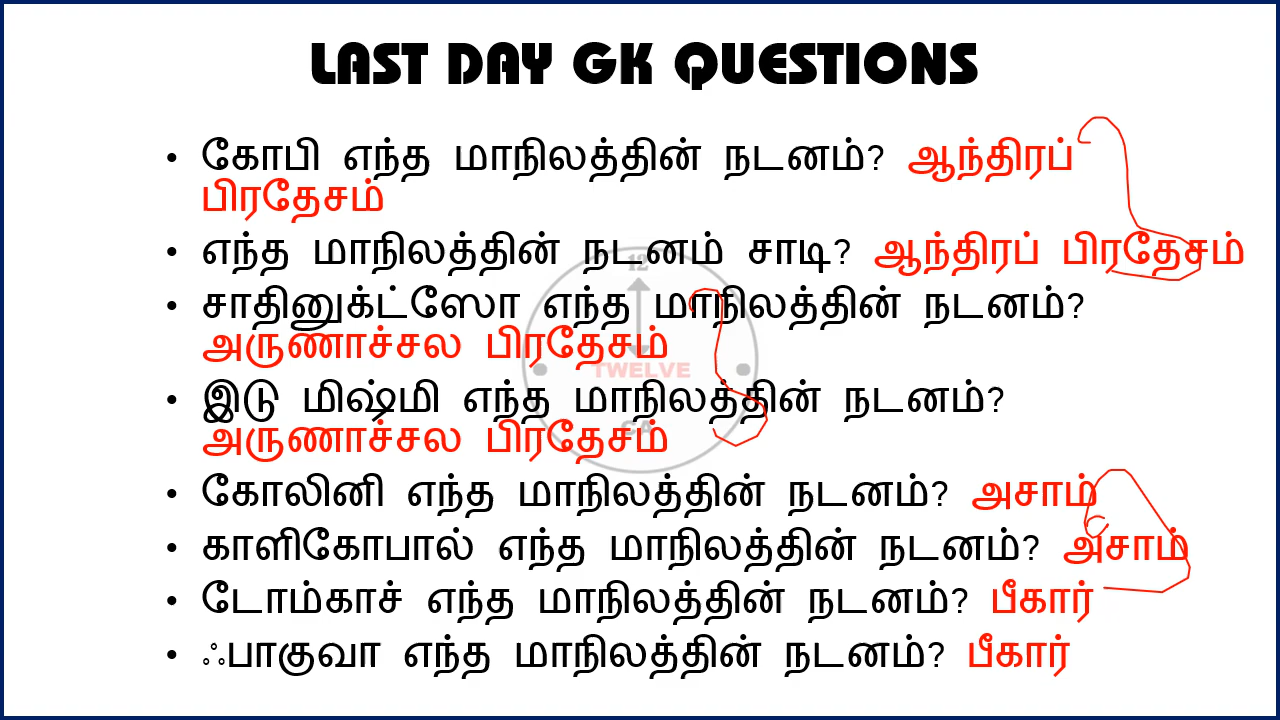 LAST DAY GK QUESTIONS
• கோபி எந்த மாநிலத்தின் நடனம்? ஆந்திரப்
பிரதேசம்
• எந்த மாநிலத்தின் நடனம் சாடி? ஆந்திரப் பிரதேசம்
• சாதினுக்ட்ஸோ எந்த மாநிலத்தின் நடனம்?
அருணாச்சல பிரதேசம்
• இடு மிஷ்மி எந்த மாநிலத்தின் நடனம்?
அருணாச்சல பிரதேசம்
• கோலினி எந்த மாநிலத்தின் நடனம்? அசாம்
• காளிகோபால் எந்த மாநிலத்தின் நடனம்? அசாம்
• டோம்காச் எந்த மாநிலத்தின் நடனம்? பீகார்
• ஃபாகுவா எந்த மாநிலத்தின் நடனம்? பீகார்
12
TWELVE